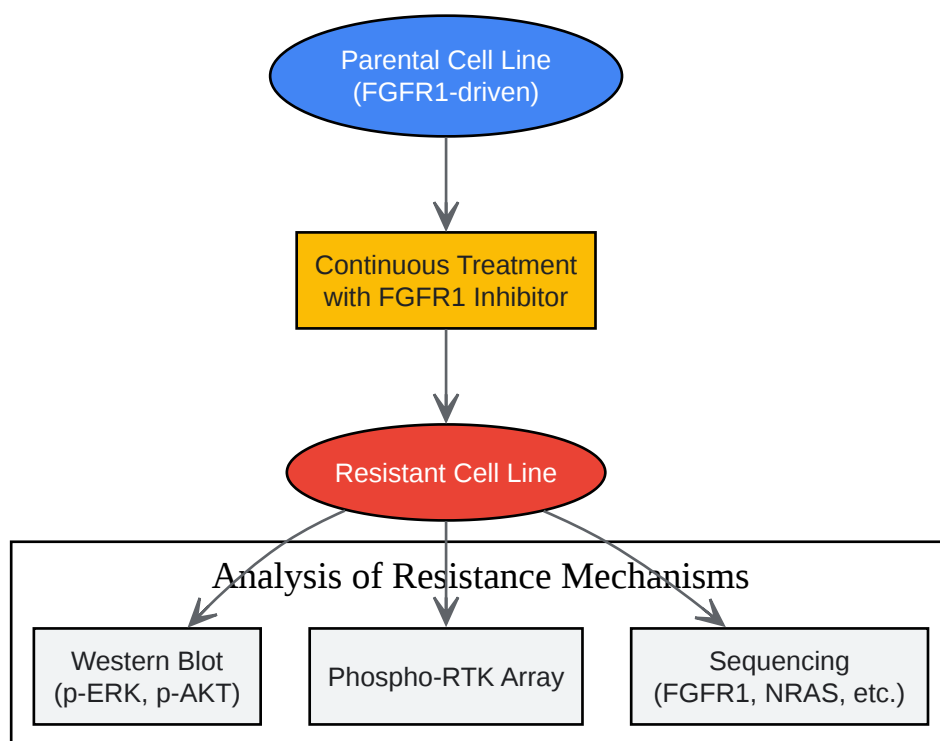 Parental Cell Line
(FGFR1-driven)
Continuous Treatment
with FGFR1 Inhibitor
Resistant Cell Line
Analysis of Resistance Mechanisms
Western Blot
(p-ERK, p-AKT)
Phospho-RTK Array
Sequencing
(FGFR1, NRAS, etc.)